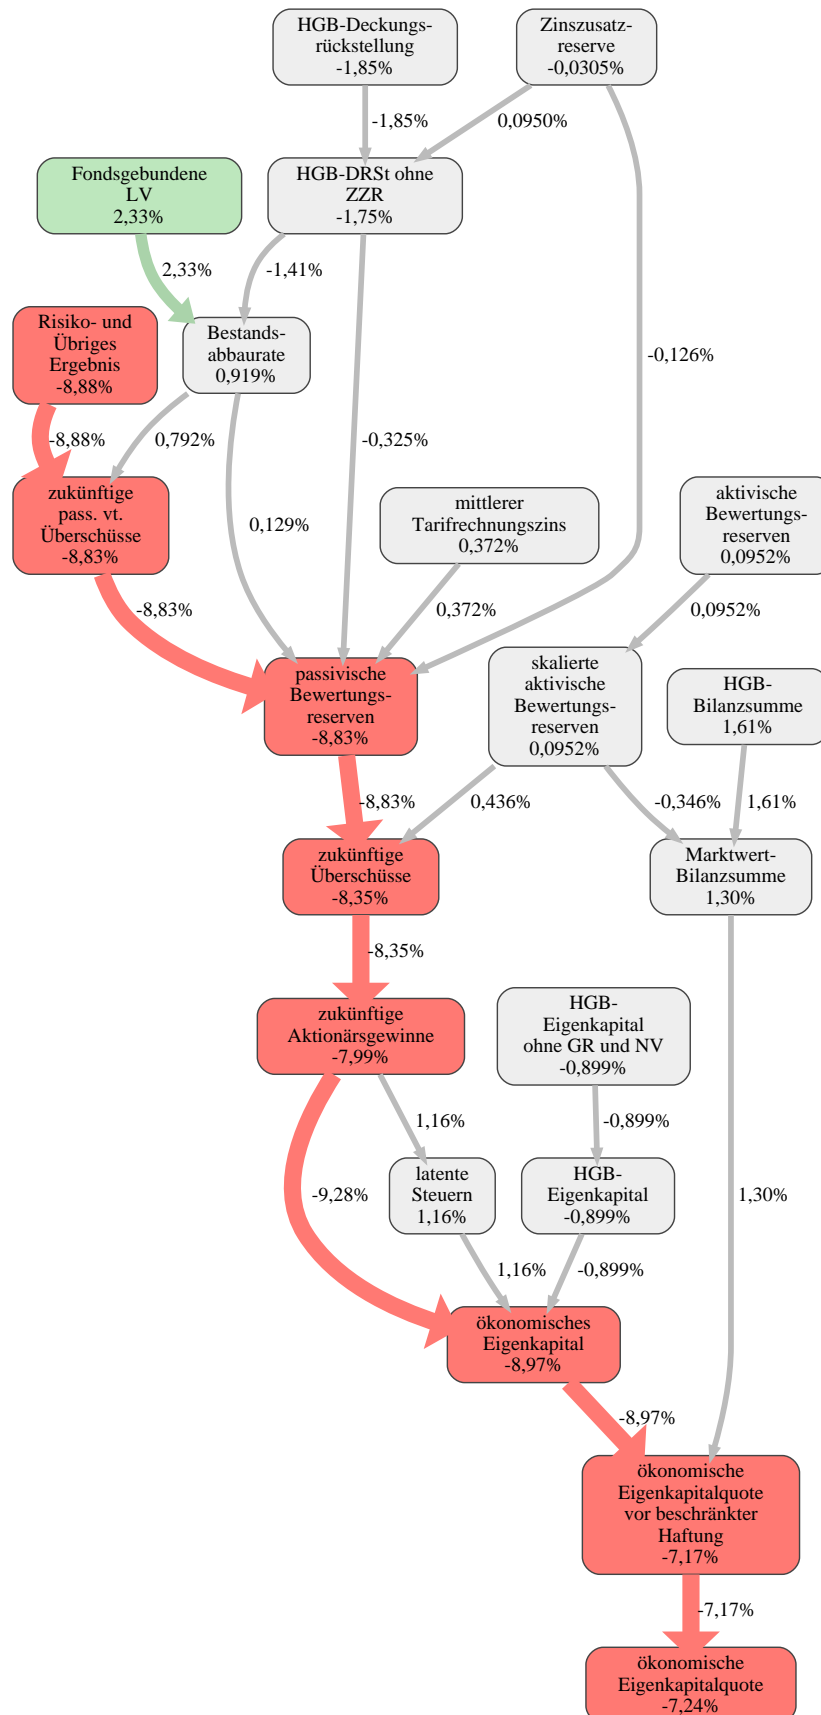 HGB-Deckungs-
rückstellung
-1,85%
Zinszusatz-
reserve
-0,0305%
-1,85%
0,0950%
Fondsgebundene
LV
2,33%
HGB-DRSt ohne
ZZR
-1,75%
2,33%
-1,41%
Risiko- und
Übriges
Ergebnis
-8,88%
Bestands-
abbaurate
0,919%
-0,126%
-8,88%
0,792%
-0,325%
zukünftige
pass. vt.
Überschüsse
-8,83%
0,129%
mittlerer
Tarifrechnungszins
0,372%
aktivische
Bewertungs-
reserven
0,0952%
-8,83%
0,372%
0,0952%
passivische
Bewertungs-
reserven
-8,83%
skalierte
aktivische
Bewertungs-
reserven
0,0952%
HGB-
Bilanzsumme
1,61%
-8,83%
0,436%
-0,346%
1,61%
zukünftige
Überschüsse
-8,35%
Marktwert-
Bilanzsumme
1,30%
-8,35%
zukünftige
Aktionärsgewinne
-7,99%
HGB-
Eigenkapital
ohne GR und NV
-0,899%
1,16%
-0,899%
-9,28%
latente
Steuern
1,16%
HGB-
Eigenkapital
-0,899%
1,30%
1,16%
-0,899%
ökonomisches
Eigenkapital
-8,97%
-8,97%
ökonomische
Eigenkapitalquote
vor beschränkter
Haftung
-7,17%
-7,17%
ökonomische
Eigenkapitalquote
-7,24%